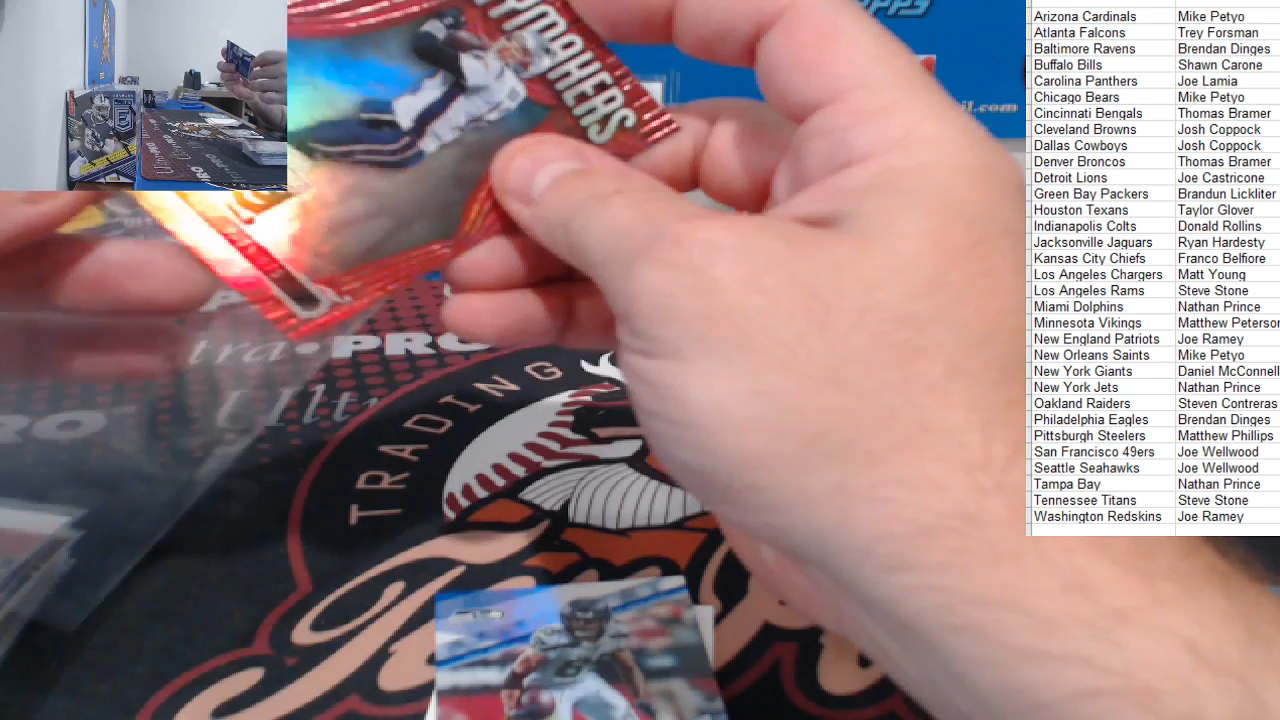 YMAKERS
il.com
Arizona Cardinals Mike Petyo
Atlanta Falcons Trey Forsman
Baltimore Ravens Brendan Dinges
Buffalo Bills Shawn Carone
Carolina Panthers Joe Lamia
Chicago Bears Mike Petyo
Cincinnati Bengals Thomas Bramer
Cleveland Browns Josh Coppock
Dallas Cowboys Josh Coppock
Denver Broncos Thomas Bramer
Detroit Lions Joe Castricone
Green Bay Packers Brandun Lickliter
Houston Texans Taylor Glover
Indianapolis Colts Donald Rollins
Jacksonville Jaguars Ryan Hardesty
Kansas City Chiefs Franco Belfiore
Los Angeles Chargers Matt Young
Los Angeles Rams Steve Stone
Miami Dolphins Nathan Prince
Minnesota Vikings Matthew Peterson
New England Patriots Joe Ramey
New Orleans Saints Mike Petyo
New York Giants Daniel McConnell
New York Jets Nathan Prince
Oakland Raiders Steven Contreras
Philadelphia Eagles Brendan Dinges
Pittsburgh Steelers Matthew Phillips
San Francisco 49ers Joe Wellwood
Seattle Seahawks Joe Wellwood
Tampa Bay Nathan Prince
Tennessee Titans Steve Stone
Washington Redskins Joe Ramey
tra•PRO
Ult
RO
TRADING